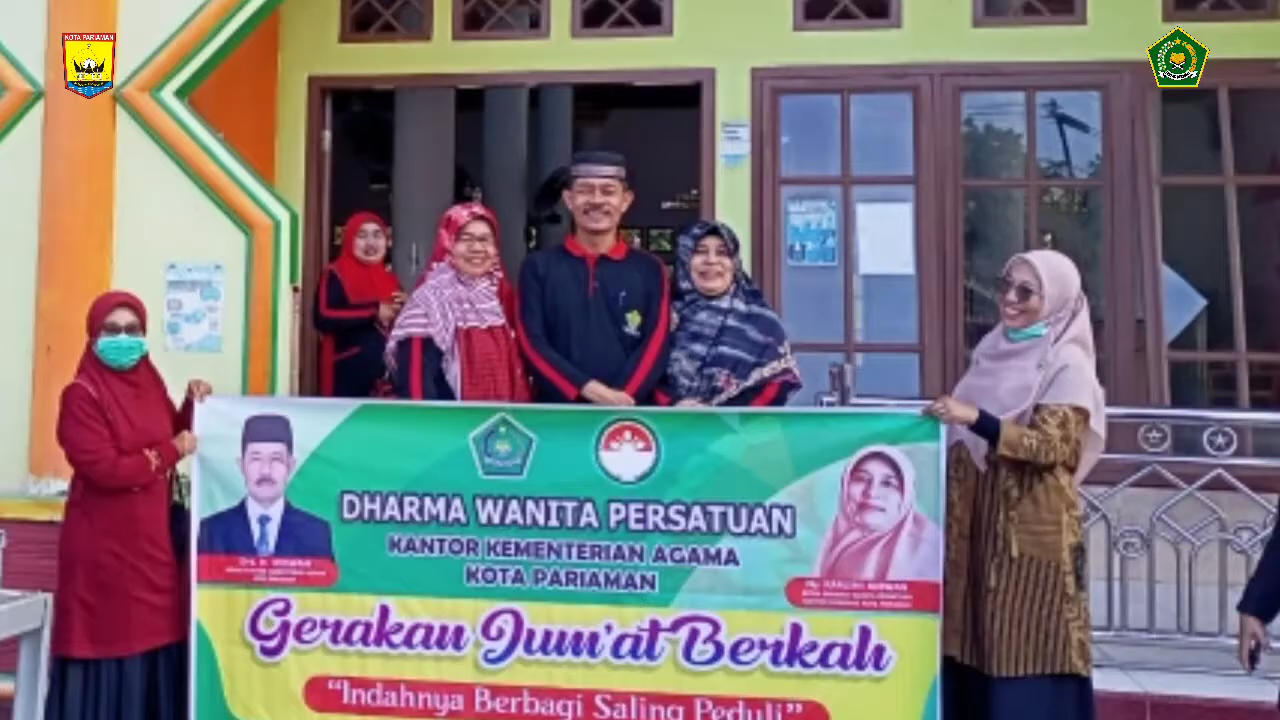 KOTA PARIAMAN
DHARMA WANITA PERSATUAN
KANTOR KEMENTERIAN AGAMA
KOTA PARIAMAN
Gerakan Jum'at Berkah
"Indahnya Berbagi Saling Peduli"